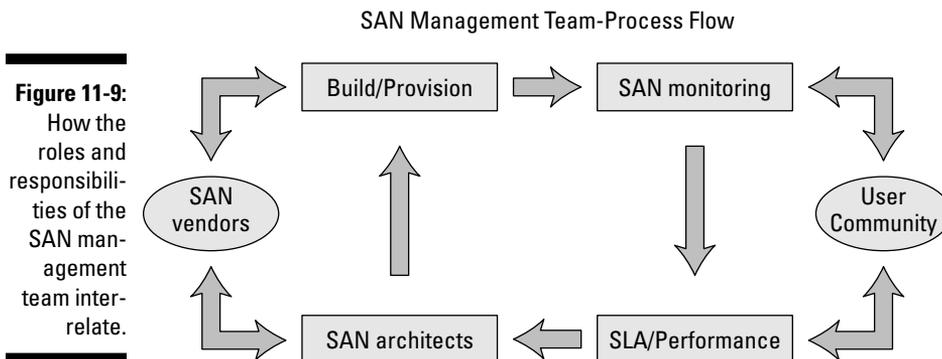 SAN Management Team-Process Flow
Figure 11-9:
How the
roles and
responsibili-
ties of the
SAN man-
agement
team inter-
relate.
Build/Provision
SAN monitoring
SAN
vendors
User
Community
SAN architects
SLA/Performance